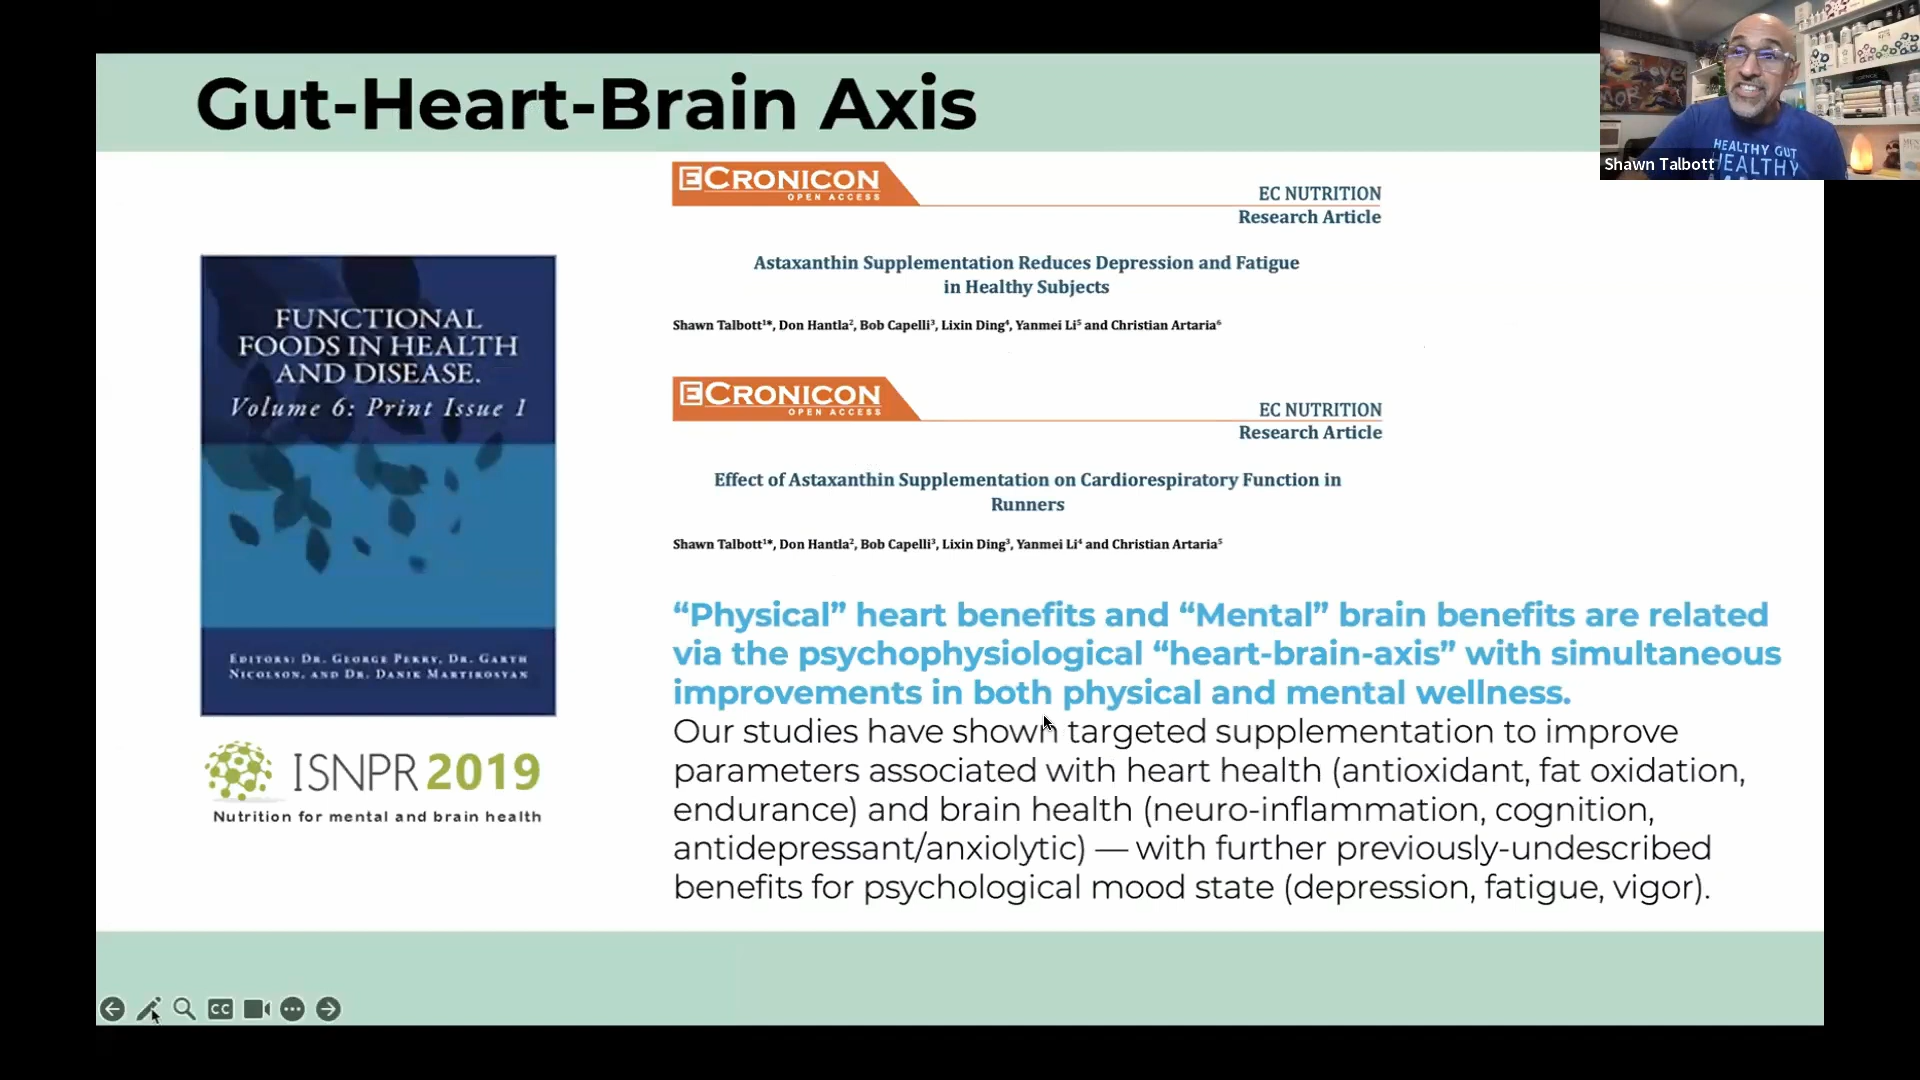 Gut-Heart-Brain Axis
HEALTHY GUT
HEALTHY
Shawn Talbott
ECRONICON
OPEN ACCESS
EC NUTRITION
Research Article
Astaxanthin Supplementation Reduces Depression and Fatigue
in Healthy Subjects
Shawn Talbott¹*, Don Hantla², Bob Capelli³, Lixin Ding⁴, Yanmei Li⁵ and Christian Artaria⁶
ECRONICON
OPEN ACCESS
EC NUTRITION
Research Article
Effect of Astaxanthin Supplementation on Cardiorespiratory Function in
Runners
Shawn Talbott¹*, Don Hantla², Bob Capelli³, Lixin Ding³, Yanmei Li⁴ and Christian Artaria⁵
FUNCTIONAL
FOODS IN HEALTH
AND DISEASE.
Volume 6: Print Issue 1
EDITORS: DR. GEORGE PERRY, DR. GARTH
NICOLSON, AND DR. DANIK MARTIROSYAN
ISNPR 2019
Nutrition for mental and brain health
“Physical” heart benefits and “Mental” brain benefits are related
via the psychophysiological “heart-brain-axis” with simultaneous
improvements in both physical and mental wellness.
Our studies have shown targeted supplementation to improve
parameters associated with heart health (antioxidant, fat oxidation,
endurance) and brain health (neuro-inflammation, cognition,
antidepressant/anxiolytic) — with further previously-undescribed
benefits for psychological mood state (depression, fatigue, vigor).
CC